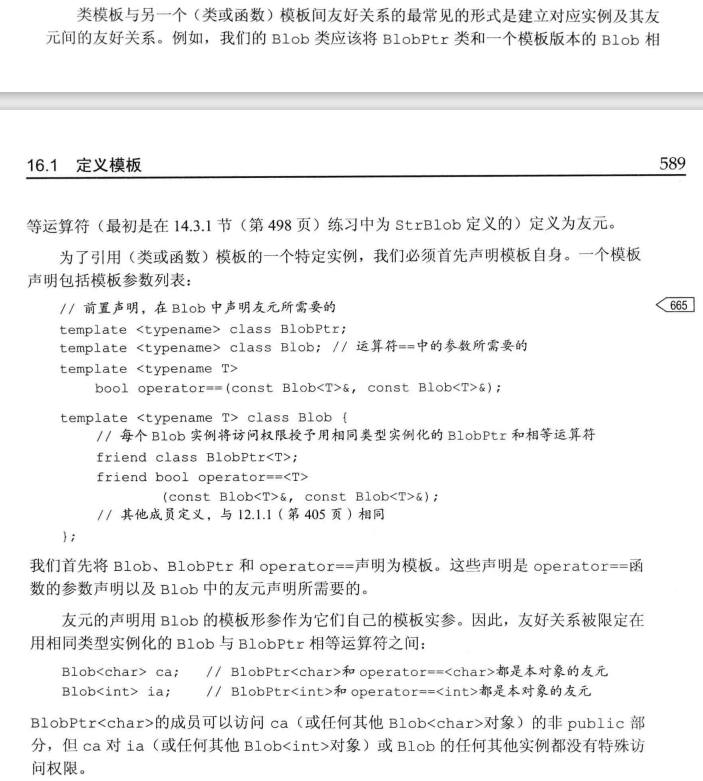 类模板与另一个（类或函数）模板间友好关系的最常见的形式是建立对应实例及其友
元间的友好关系。例如，我们的 Blob 类应该将 BlobPtr 类和一个模板版本的 Blob 相
16.1 定义模板 589
等运算符（最初是在 14.3.1 节（第 498 页）练习中为 StrBlob 定义的）定义为友元。
为了引用（类或函数）模板的一个特定实例，我们必须首先声明模板自身。一个模板
声明包括模板参数列表：
// 前置声明，在 Blob 中声明友元所需要的
665
template <typename> class BlobPtr;
template <typename> class Blob; // 运算符==中的参数所需要的
template <typename T>
bool operator==(const Blob<T>&, const Blob<T>&);
template <typename T> class Blob {
// 每个 Blob 实例将访问权限授予用相同类型实例化的 BlobPtr 和相等运算符
friend class BlobPtr<T>;
friend bool operator==<T>
(const Blob<T>&, const Blob<T>&);
// 其他成员定义，与 12.1.1（第 405 页）相同
};
我们首先将 Blob、BlobPtr 和 operator==声明为模板。这些声明是 operator==函
数的参数声明以及 Blob 中的友元声明所需要的。
友元的声明用 Blob 的模板形参作为它们自己的模板实参。因此，友好关系被限定在
用相同类型实例化的 Blob 与 BlobPtr 相等运算符之间：
Blob<char> ca; // BlobPtr<char>和 operator==<char>都是本对象的友元
Blob<int> ia; // BlobPtr<int>和 operator==<int>都是本对象的友元
BlobPtr<char>的成员可以访问 ca（或任何其他 Blob<char>对象）的非 public 部
分，但 ca 对 ia（或任何其他 Blob<int>对象）或 Blob 的任何其他实例都没有特殊访
问权限。